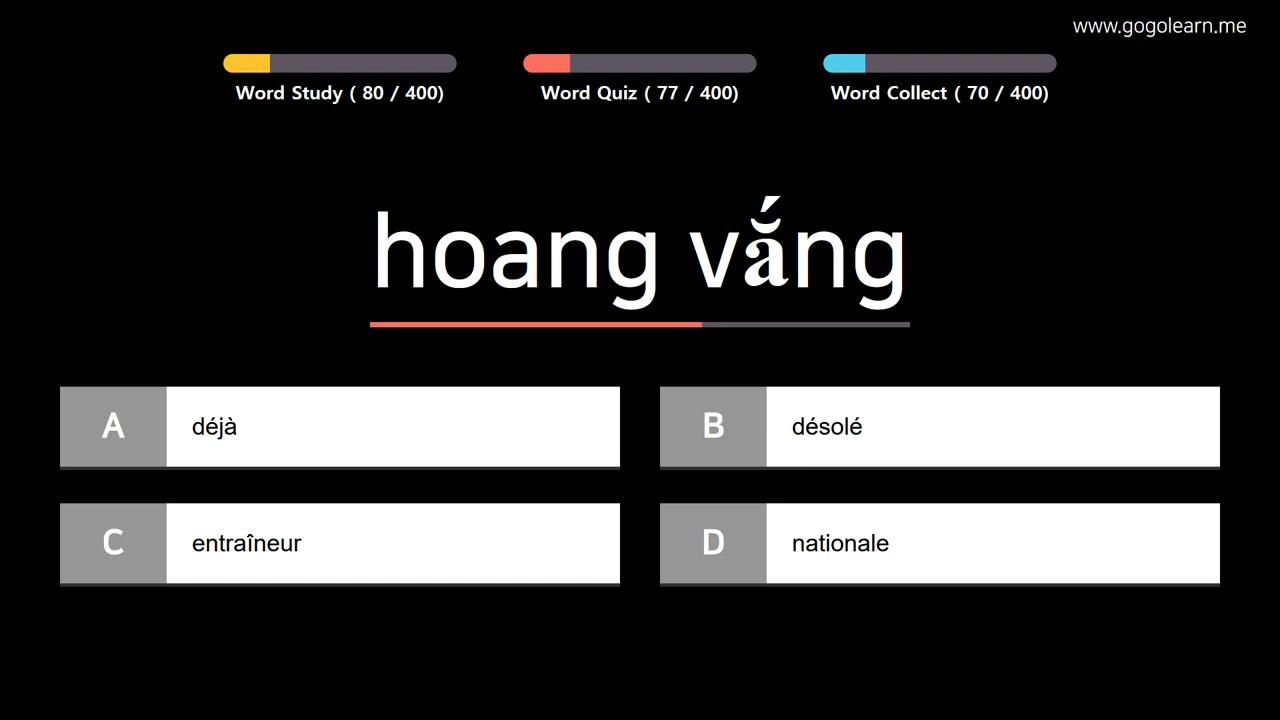 www.gogolearn.me
Word Study ( 80 / 400)
Word Quiz ( 77 / 400)
Word Collect ( 70 / 400)
hoang vắng
A
déjà
B
désolé
C
entraîneur
D
nationale